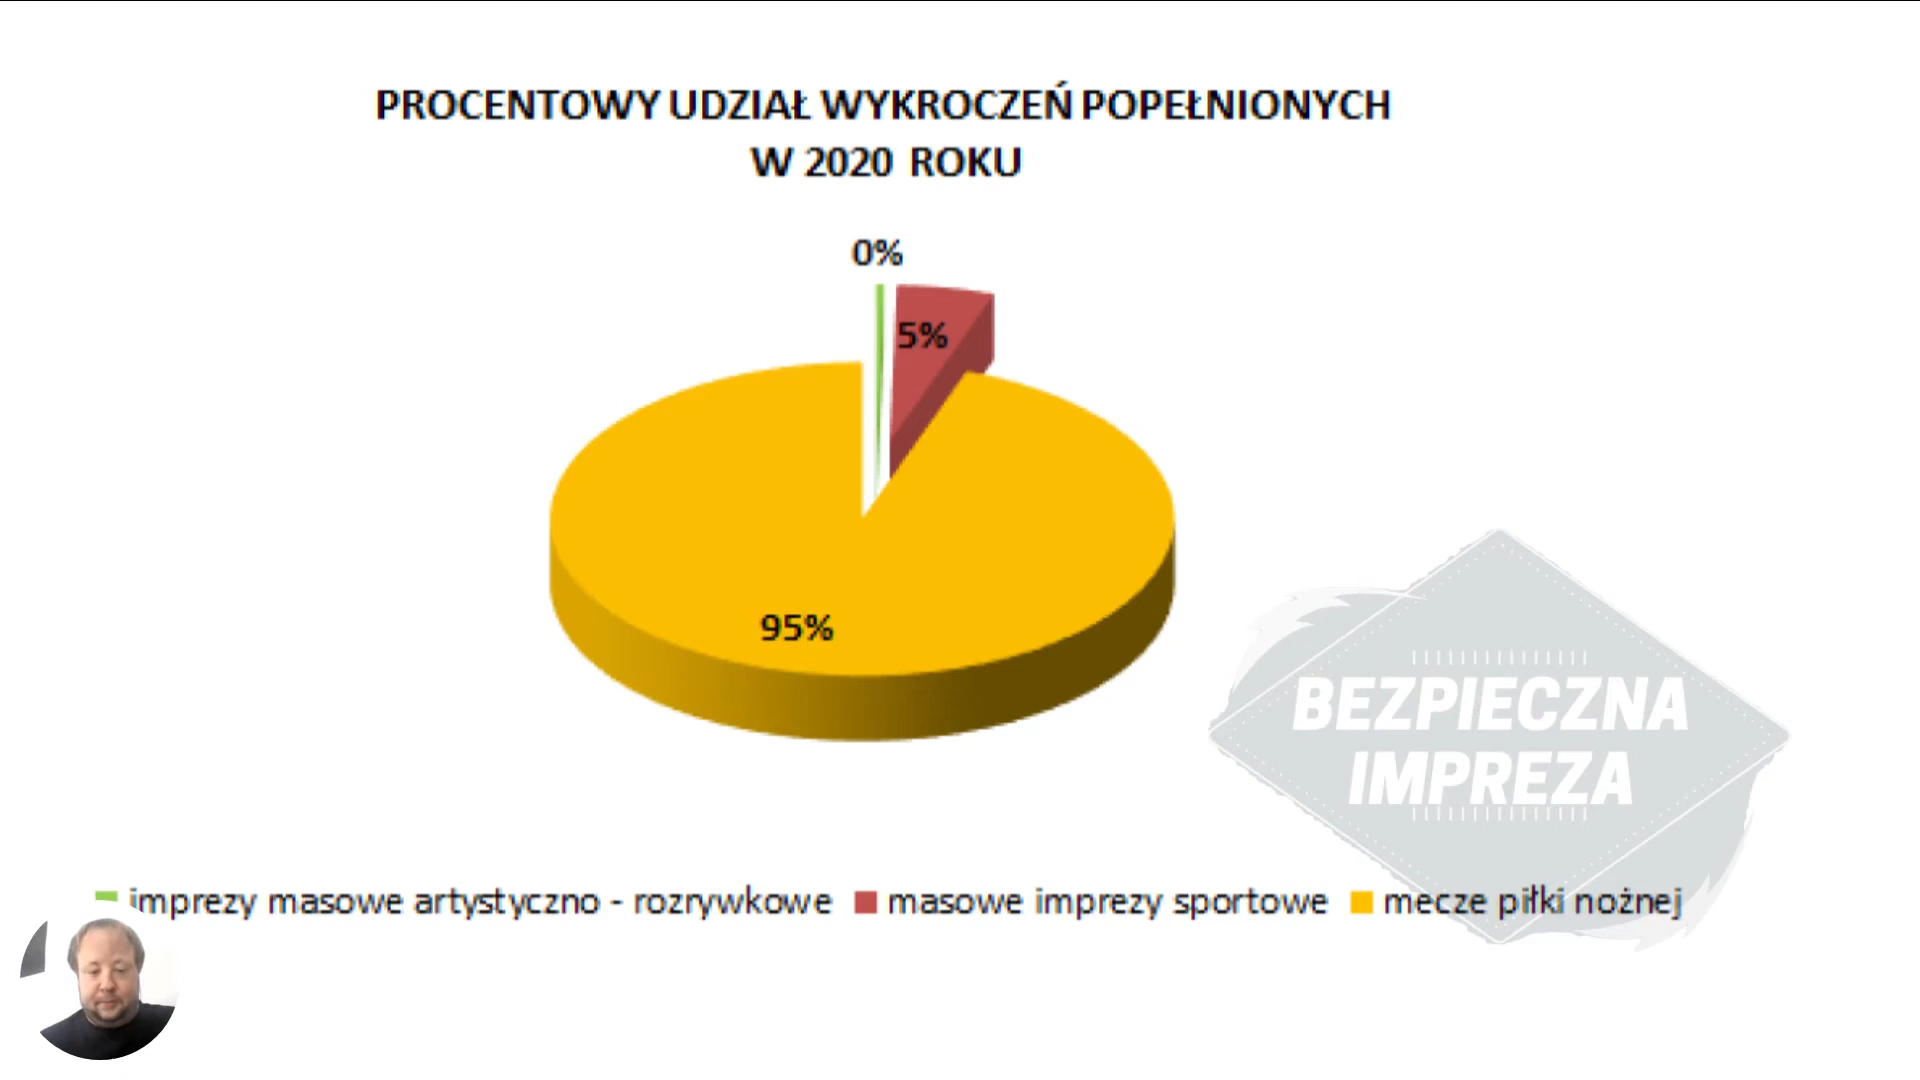 PROCENTOWY UDZIAŁ WYKROCZEŃ POPEŁNIONYCH
W 2020 ROKU
0%
5%
95%
BEZPIECZNA
IMPREZA
imprezy masowe artystyczno - rozrywkowe masowe imprezy sportowe mecze piłki nożnej